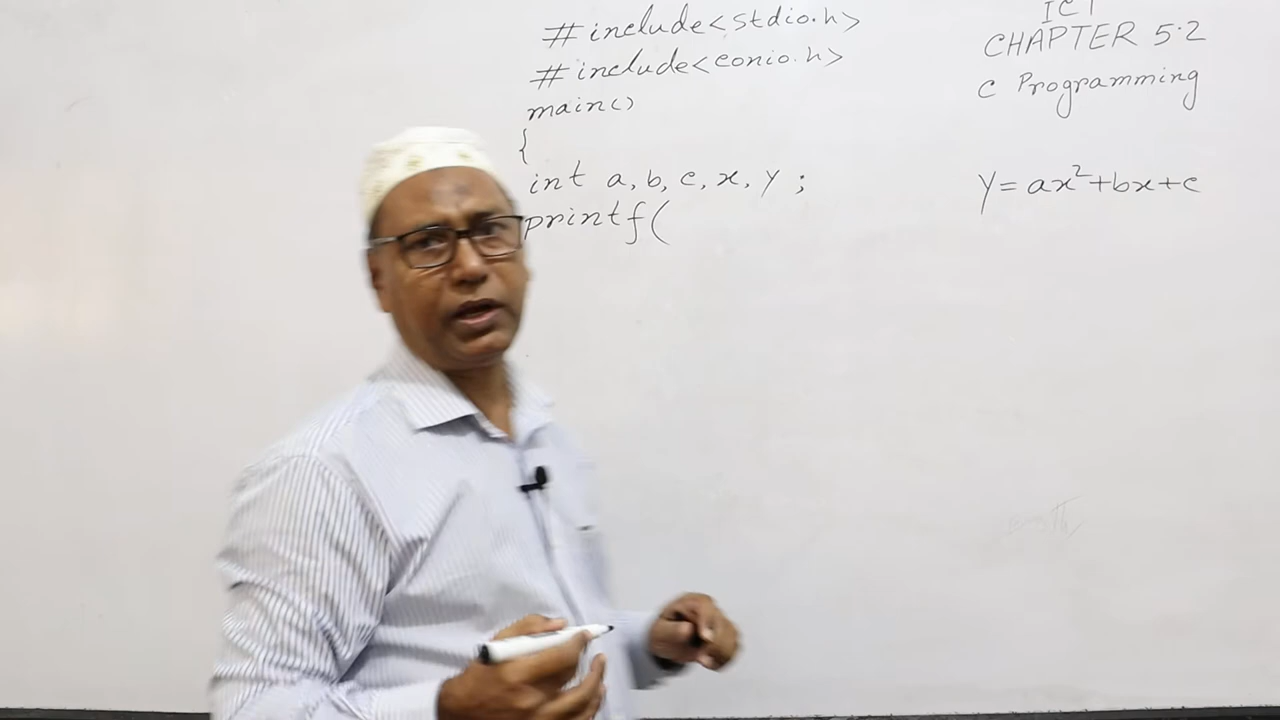 #include<stdio.h>
#include<conio.h>
main()
{
int a, b, c, x, y ;
printf(
ICT
CHAPTER 5.2
C Programming
Y = ax²+bx+c